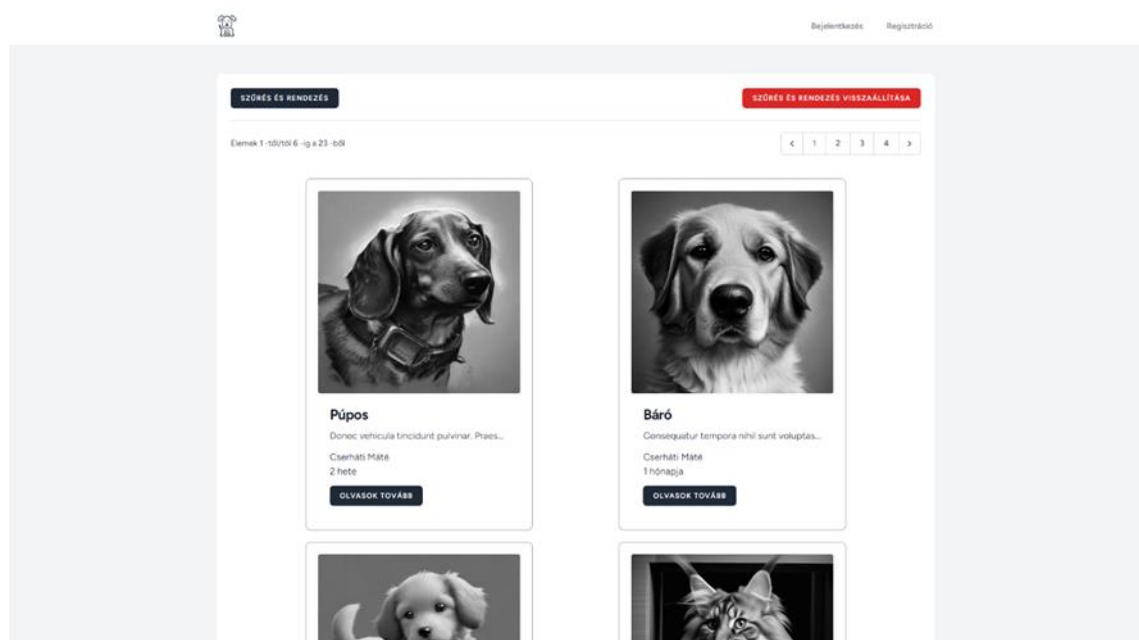 Bejelentkezés Regisztráció
SZŰRÉS ÉS RENDEZÉS SZŰRÉS ÉS RENDEZÉS VISSZAÁLLÍTÁSA
Elemek 1 -től/tól 6 -ig a 23 -ból
1 2 3 4
Púpos
Donec vehicula tincidunt pulvinar. Praes...
Cserháti Máté
2 hete
OLVASOK TOVÁBB
Báró
Consequatur tempora nihil sunt voluptas...
Cserháti Máté
1 hónapja
OLVASOK TOVÁBB